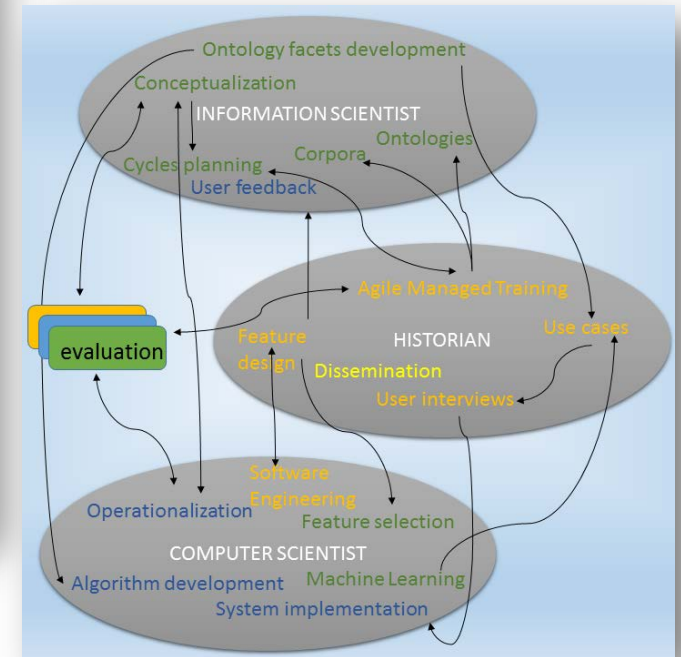 Ontology facets development
Conceptualization
INFORMATION SCIENTIST
Ontologies
Corpora
Cycles planning
User feedback
Agile Managed Training
Use cases
Feature
design
HISTORIAN
Dissemination
User interviews
evaluation
Software
Engineering
Operationalization
Feature selection
COMPUTER SCIENTIST
Machine Learning
Algorithm development
System implementation